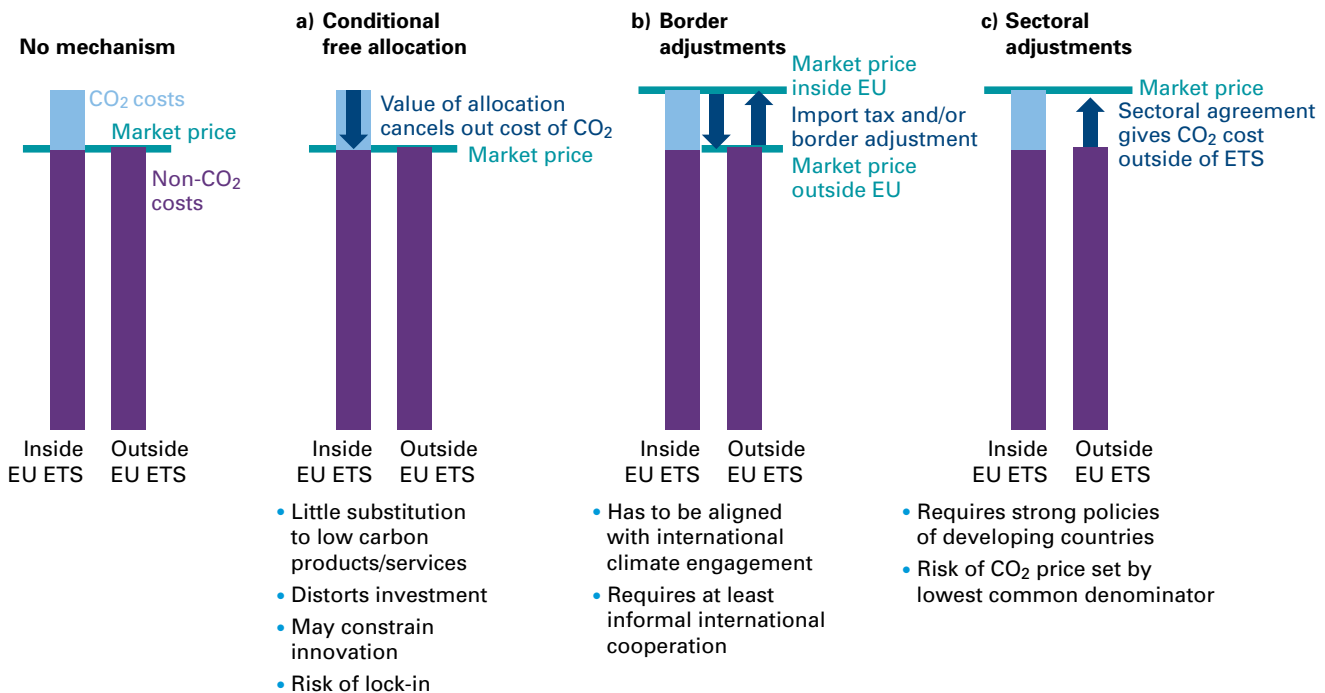 No mechanism
CO₂ costs
Market price
Non-CO₂
costs
Inside
EU ETS
Outside
EU ETS
a) Conditional
free allocation
Value of allocation
cancels out cost of CO₂
Market price
Inside
EU ETS
Outside
EU ETS
• Little substitution
to low carbon
products/services
• Distorts investment
• May constrain
innovation
• Risk of lock-in
b) Border
adjustments
Market price
inside EU
Import tax and/or
border adjustment
Market price
outside EU
Inside
EU ETS
Outside
EU ETS
• Has to be aligned
with international
climate engagement
• Requires at least
informal international
cooperation
c) Sectoral
adjustments
Market price
Sectoral agreement
gives CO₂ cost
outside of ETS
Inside
EU ETS
Outside
EU ETS
• Requires strong policies
of developing countries
• Risk of CO₂ price set by
lowest common denominator